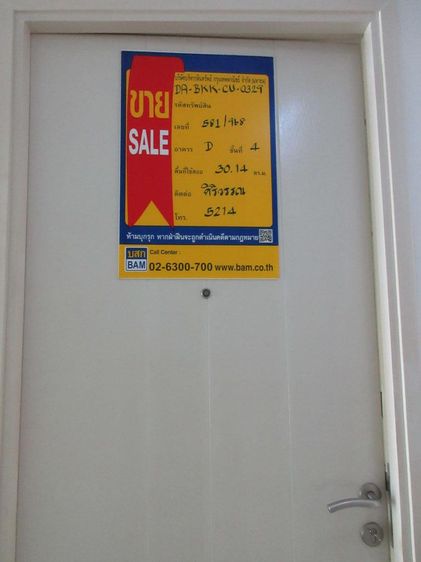 บริษัทบริหารสินทรัพย์ กรุงเทพพาณิชย์ จำกัด (มหาชน)
ขาย
SALE
DA-BKK-CU-0329
รหัสทรัพย์สิน
เลขที่ 581/468
อาคาร D ชั้นที่ 4
พื้นที่ใช้สอย 30.14 ตร.ม.
ติดต่อ ศิริวรรณ
โทร. 5214
ห้ามบุกรุก หากฝ่าฝืนจะถูกดำเนินคดีตามกฎหมาย
บสก
BAM
Call Center :
02-6300-700 www.bam.co.th